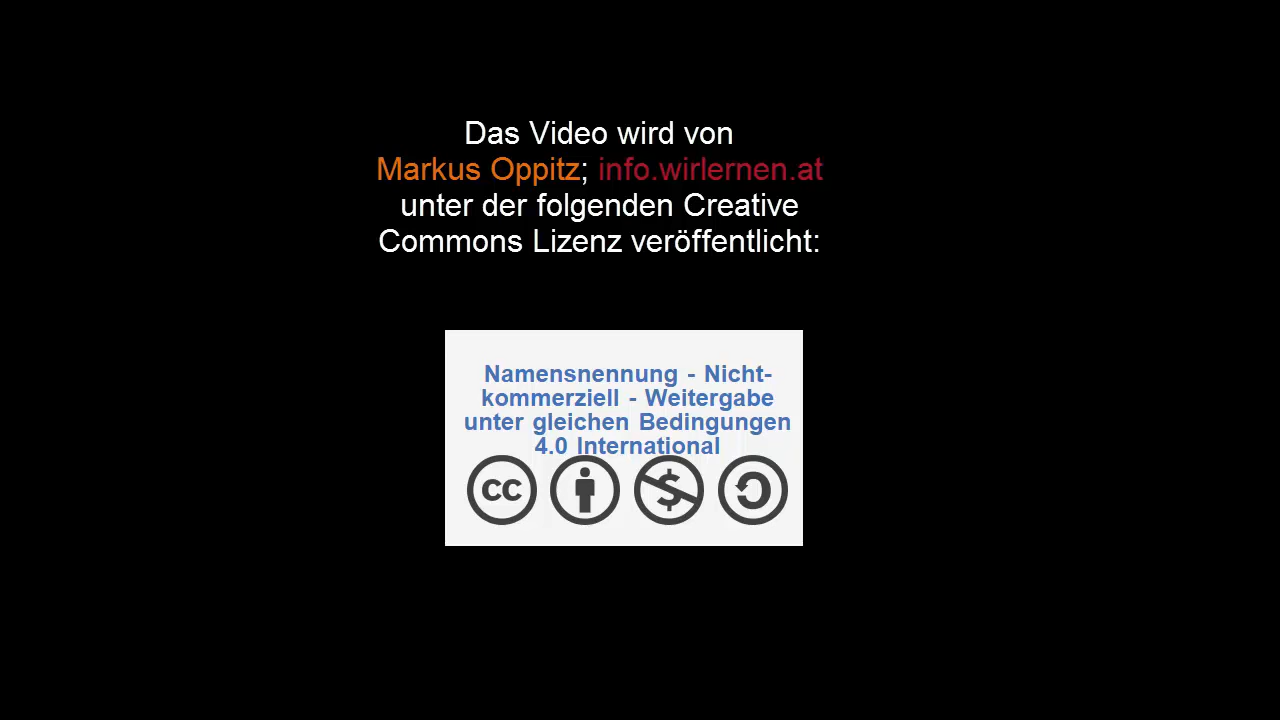 Das Video wird von
Markus Oppitz; info.wirlernen.at
unter der folgenden Creative
Commons Lizenz veröffentlicht:
Namensnennung - Nicht-
kommerziell - Weitergabe
unter gleichen Bedingungen
4.0 International
cc $